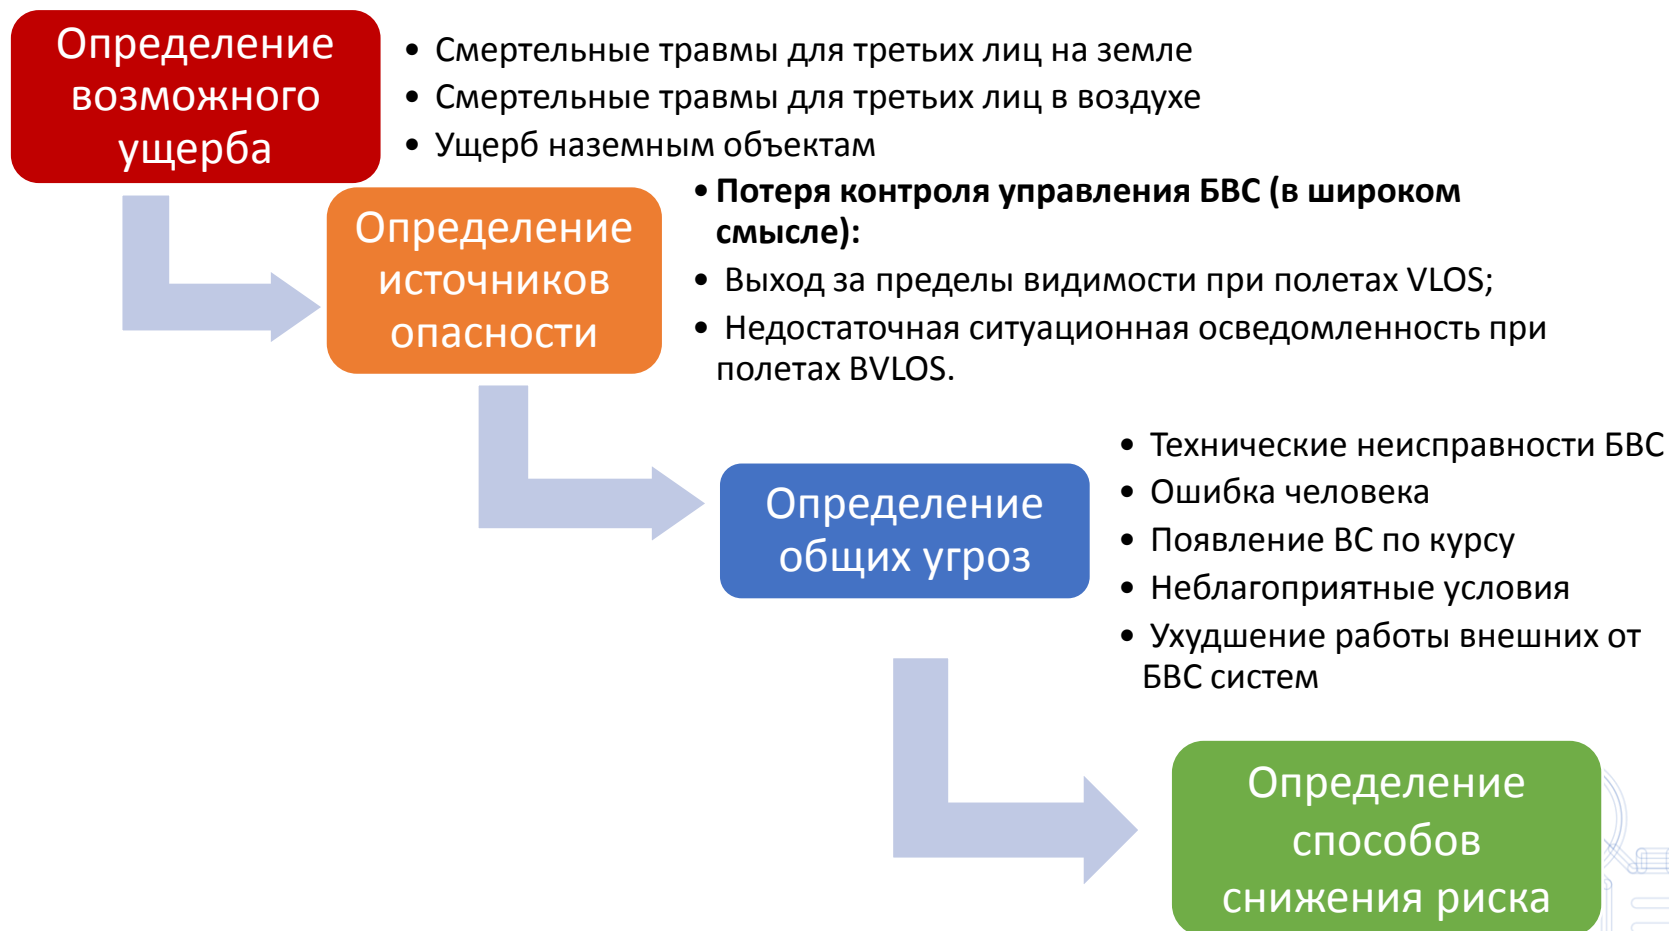 Определение
возможного
ущерба
• Смертельные травмы для третьих лиц на земле
• Смертельные травмы для третьих лиц в воздухе
• Ущерб наземным объектам
Определение
источников
опасности
• Потеря контроля управления БВС (в широком
смысле):
• Выход за пределы видимости при полетах VLOS;
• Недостаточная ситуационная осведомленность при
полетах BVLOS.
Определение
общих угроз
• Технические неисправности БВС
• Ошибка человека
• Появление ВС по курсу
• Неблагоприятные условия
• Ухудшение работы внешних от
БВС систем
Определение
способов
снижения риска